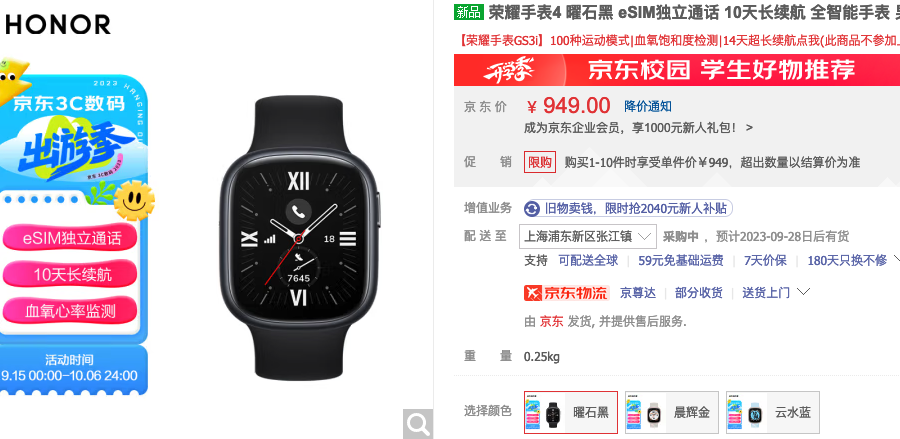 HONOR
2023 HANGING OU
京东3C数码
出游季
京东 3C数码 2023
eSIM独立通话
10天长续航
血氧心率监测
活动时间
9.15 00:00-10.06 24:00
XII
IX
18
III
7645
VI
新品 荣耀手表4 曜石黑 eSIM独立通话 10天长续航 全智能手表
【荣耀手表GS3i】100种运动模式|血氧饱和度检测|14天超长续航点我(此商品不参加
开学季 京东校园 学生好物推荐
京东价 ¥ 949.00 降价通知
成为京东企业会员，享1000元新人礼包！ >
促销 限购 购买1-10件时享受单件价¥949，超出数量以结算价为准
增值业务 旧物卖钱，限时抢2040元新人补贴
配送至 上海浦东新区张江镇 采购中 ，预计2023-09-28日后有货
支持 可配送全球 59元免基础运费 7天价保 180天只换不修
京东物流 京尊达 部分收货 送货上门
由 京东 发货, 并提供售后服务.
重量 0.25kg
选择颜色 曜石黑 晨辉金 云水蓝